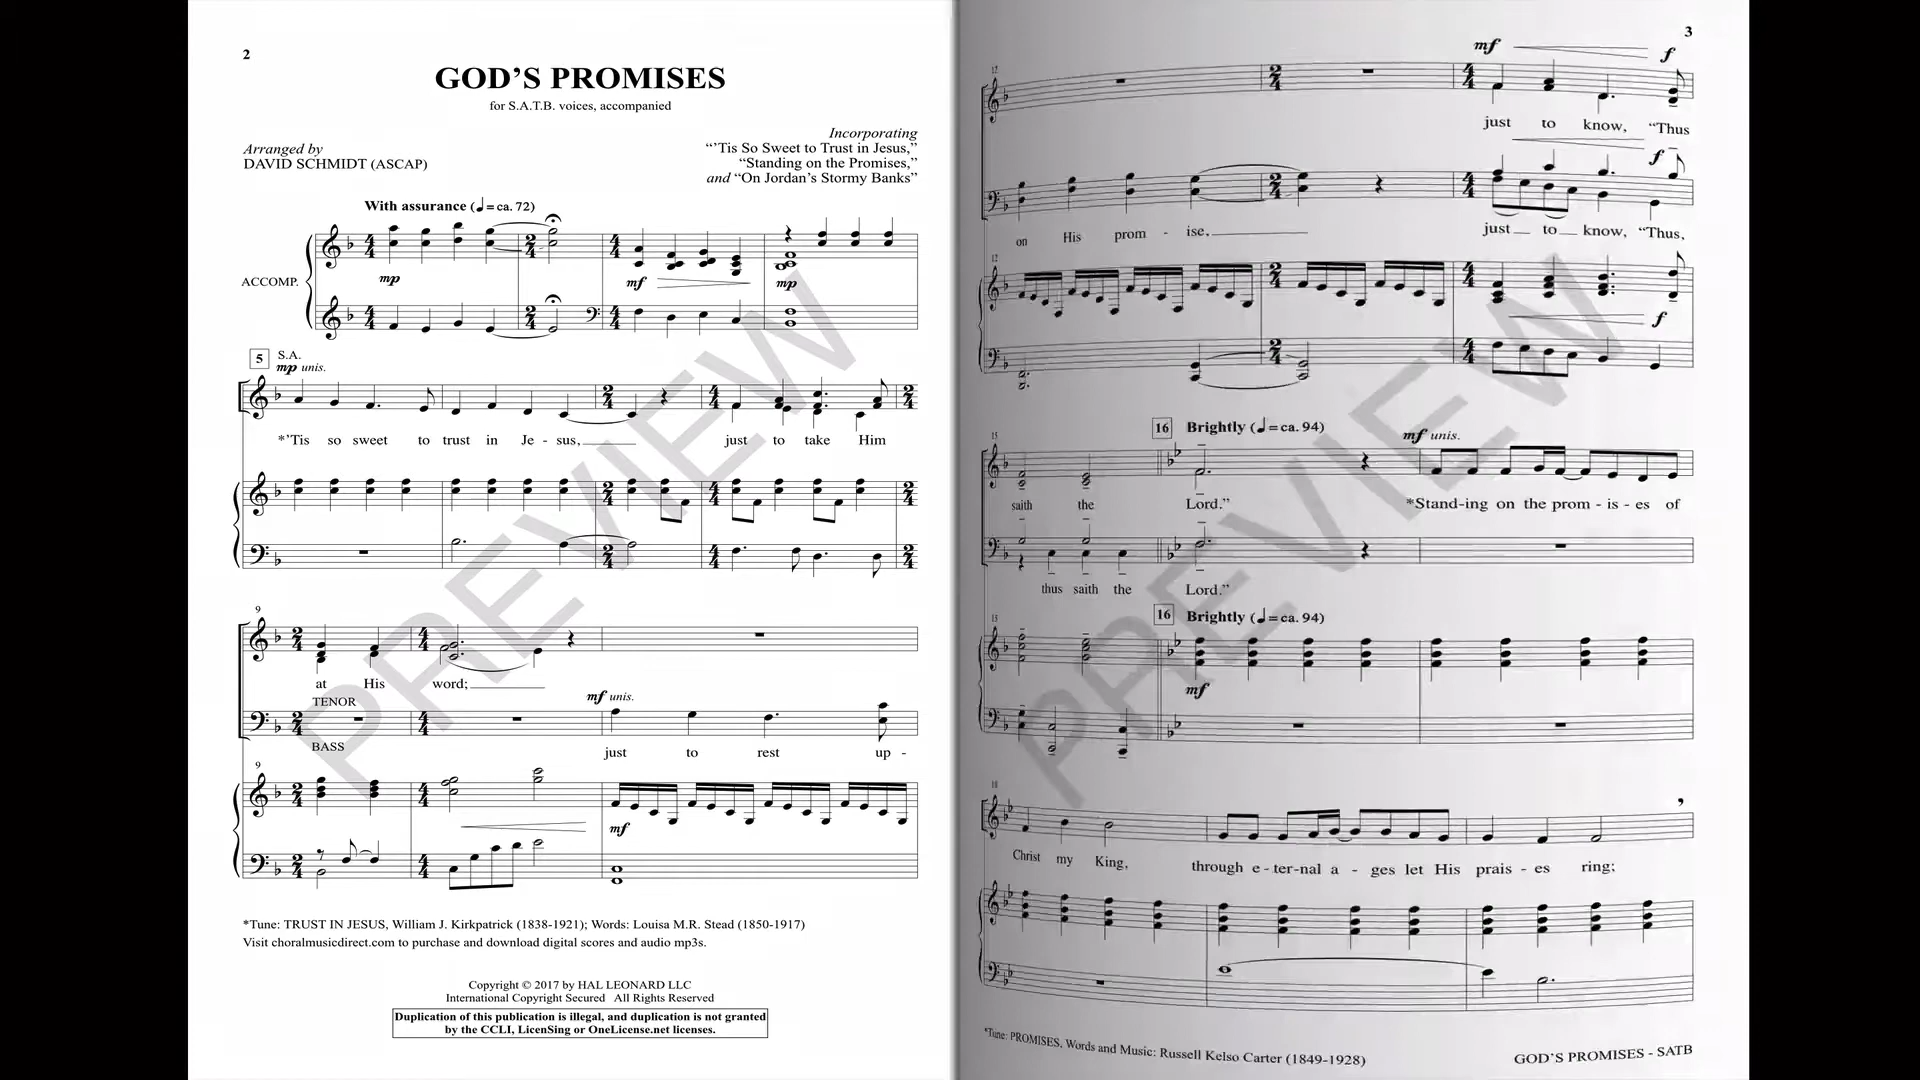 2
GOD'S PROMISES
for S.A.T.B. voices, accompanied
Arranged by
DAVID SCHMIDT (ASCAP)
Incorporating
“’Tis So Sweet to Trust in Jesus,”
“Standing on the Promises,”
and “On Jordan’s Stormy Banks”
With assurance (♩= ca. 72)
ACCOMP.
mp
mf
mp
5
S.A.
mp unis.
*’Tis so sweet to trust in Je - sus, just to take Him
9
at His word;
TENOR
mf unis.
BASS
just to rest up -
9
mf
*Tune: TRUST IN JESUS, William J. Kirkpatrick (1838-1921); Words: Louisa M.R. Stead (1850-1917)
Visit choralmusicdirect.com to purchase and download digital scores and audio mp3s.
Copyright © 2017 by HAL LEONARD LLC
International Copyright Secured All Rights Reserved
Duplication of this publication is illegal, and duplication is not granted
by the CCLI, LicenSing or OneLicense.net licenses.
PREVIEW
3
12
mf f
just to know, “Thus
f
on His prom - ise, just to know, “Thus,
12
f
15
16 Brightly (♩= ca. 94)
mf unis.
saith the Lord.” *Stand-ing on the prom - is - es of
thus saith the Lord.”
16 Brightly (♩= ca. 94)
15
mf
18
Christ my King, through e - ter-nal a - ges let His prais - es ring;
*Tune: PROMISES, Words and Music: Russell Kelso Carter (1849-1928)
GOD’S PROMISES - SATB
PREVIEW